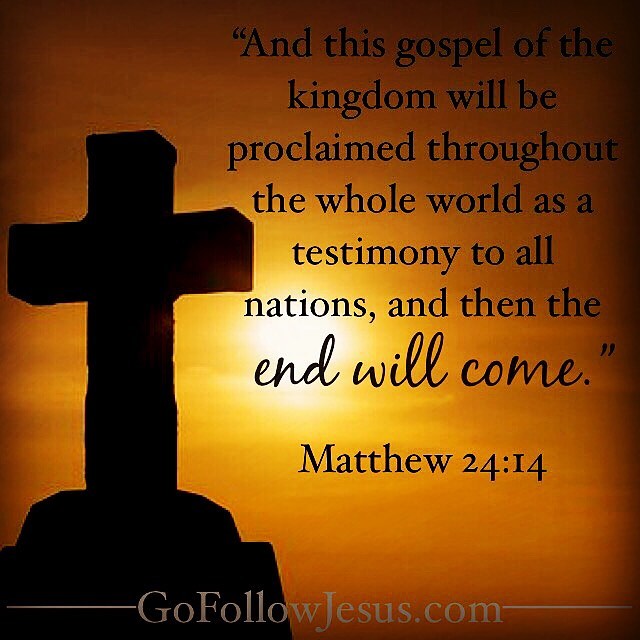 “And this gospel of the
kingdom will be
proclaimed throughout
the whole world as a
testimony to all
nations, and then the
end will come.”
Matthew 24:14
GoFollowJesus.com